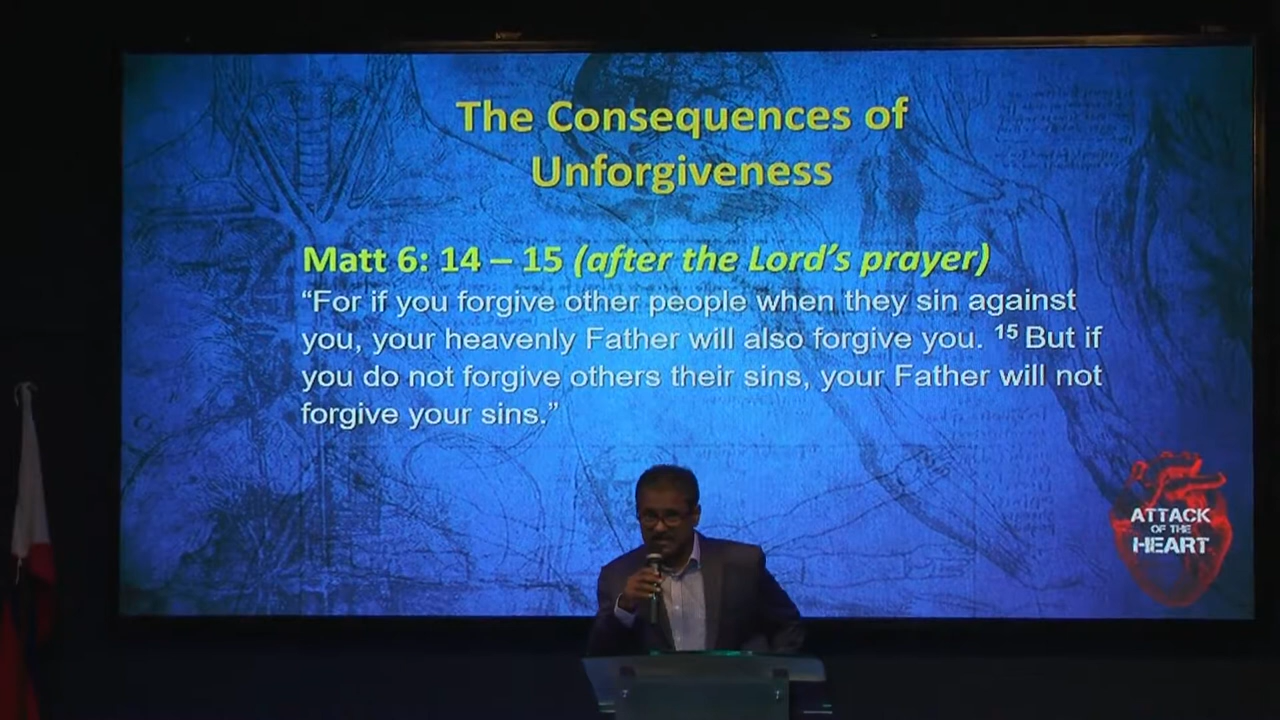 The Consequences of
Unforgiveness
Matt 6: 14 – 15 (after the Lord’s prayer)
“For if you forgive other people when they sin against
you, your heavenly Father will also forgive you. 15 But if
you do not forgive others their sins, your Father will not
forgive your sins.”
ATTACK
OF THE
HEART